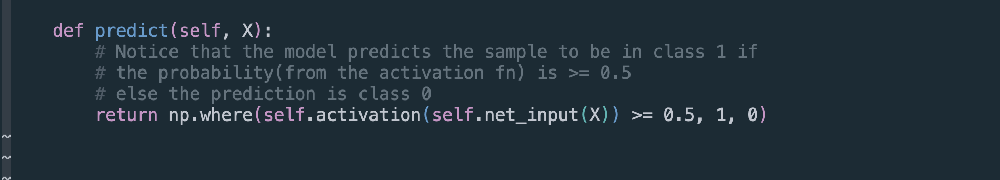 def predict(self, X):
# Notice that the model predicts the sample to be in class 1 if
# the probability(from the activation fn) is >= 0.5
# else the prediction is class 0
return np.where(self.activation(self.net_input(X)) >= 0.5, 1, 0)
~
~
~